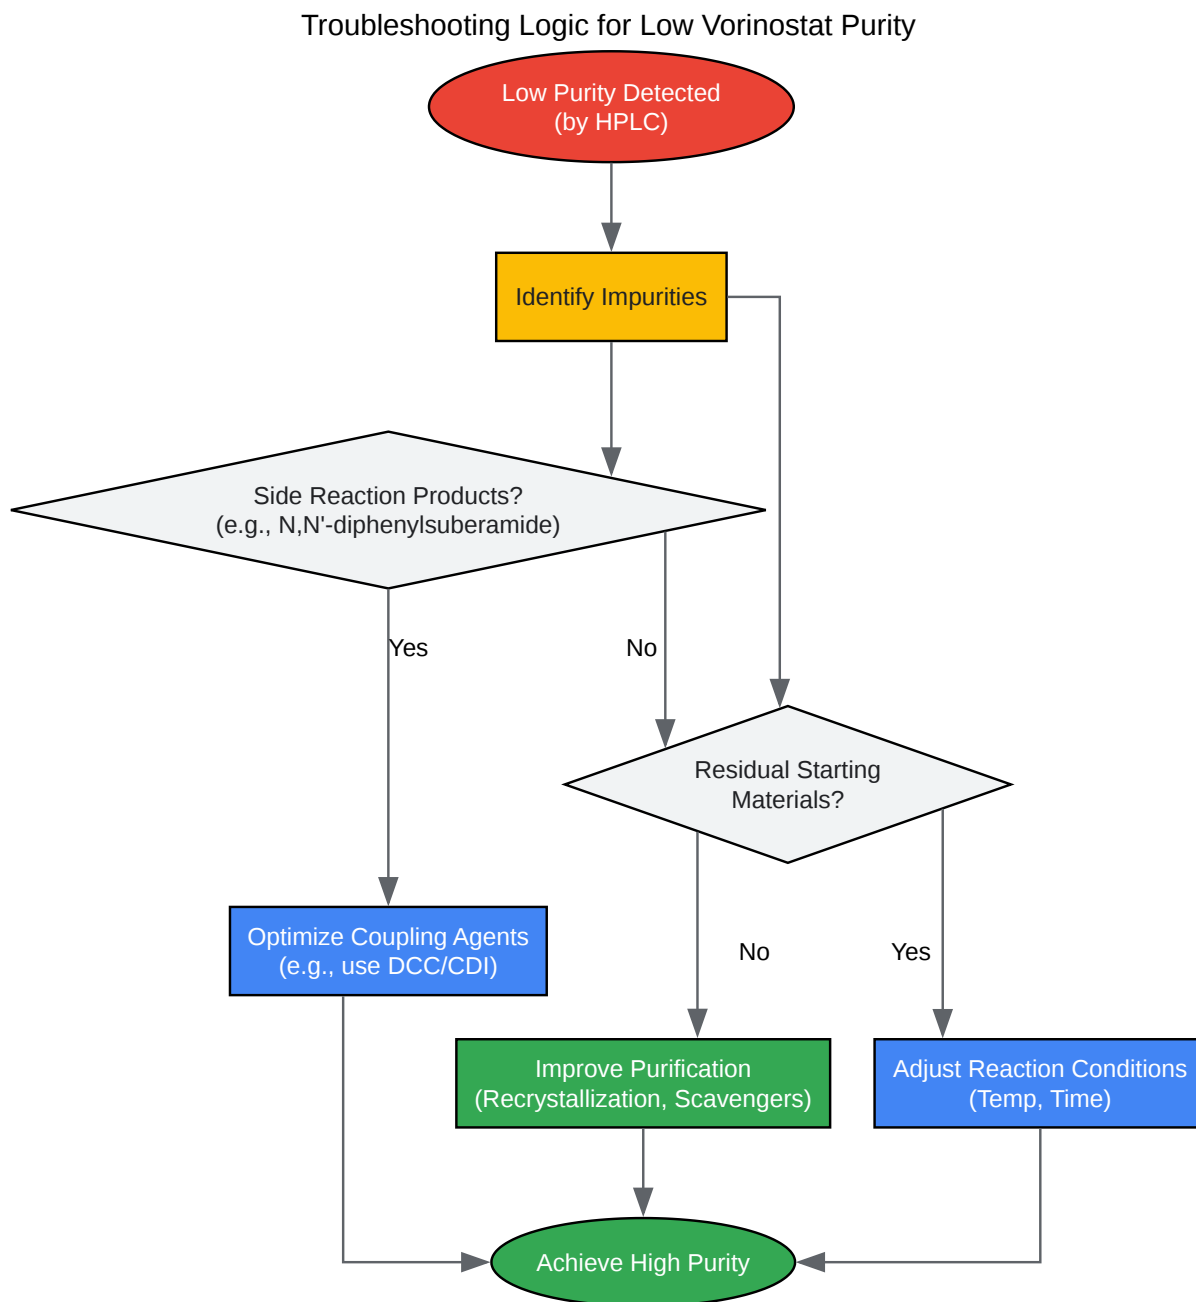 Troubleshooting Logic for Low Vorinostat Purity
Low Purity Detected
(by HPLC)
Identify Impurities
Side Reaction Products?
(e.g., N,N'-diphenylsuberamide)
Yes
No
Residual Starting
Materials?
Optimize Coupling Agents
(e.g., use DCC/CDI)
No
Yes
Improve Purification
(Recrystallization, Scavengers)
Adjust Reaction Conditions
(Temp, Time)
Achieve High Purity